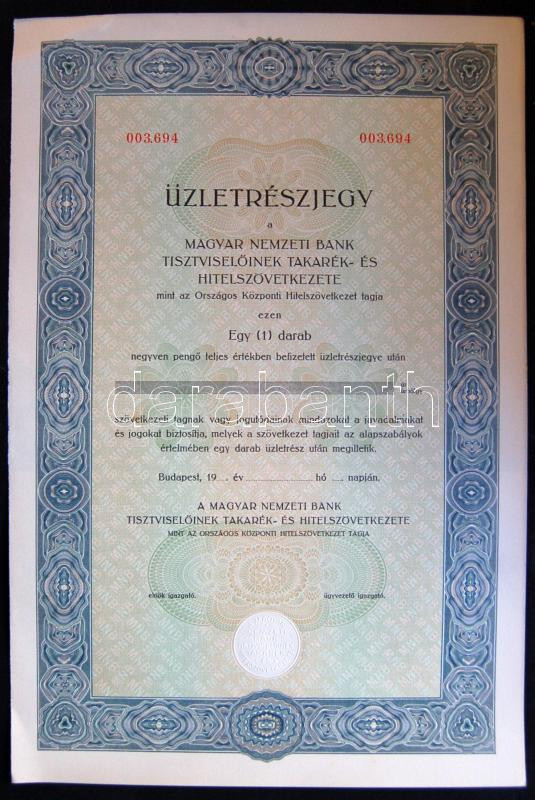 003.694 003.694
ÜZLETRÉSZJEGY
a
MAGYAR NEMZETI BANK
TISZTVISELŐINEK TAKARÉK- ÉS
HITELSZÖVETKEZETE
mint az Országos Központi Hitelszövetkezet tagja
ezen
Egy (1) darab
negyven pengő teljes értékben befizetett üzletrészjegye után
darabanth
szövetkezeti tagnak vagy jogutódainak mindazokat a javadalmakat
és jogokat biztosítja, melyek a szövetkezet tagjait az alapszabályok
értelmében egy darab üzletrész után megilletik.
Budapest, 19 .... év ........................ hó .... napján.
A MAGYAR NEMZETI BANK
TISZTVISELŐINEK TAKARÉK- ÉS HITELSZÖVETKEZETE
MINT AZ ORSZÁGOS KÖZPONTI HITELSZÖVETKEZET TAGJA
elnök igazgató. ügyvezető igazgató.